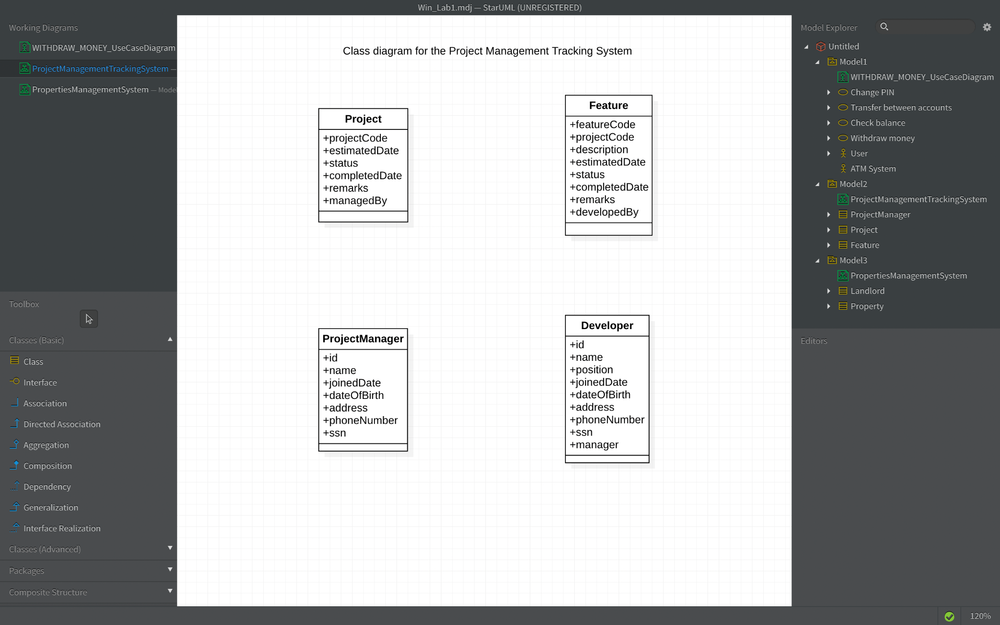 Win_Lab1.mdj — StarUML (UNREGISTERED)
Working Diagrams
WITHDRAW_MONEY_UseCaseDiagram
ProjectManagementTrackingSystem —
PropertiesManagementSystem — Model
Toolbox
Classes (Basic)
Class
Interface
Association
Directed Association
Aggregation
Composition
Dependency
Generalization
Interface Realization
Classes (Advanced)
Packages
Composite Structure
Class diagram for the Project Management Tracking System
Project
+projectCode
+estimatedDate
+status
+completedDate
+remarks
+managedBy
Feature
+featureCode
+projectCode
+description
+estimatedDate
+status
+completedDate
+remarks
+developedBy
ProjectManager
+id
+name
+joinedDate
+dateOfBirth
+address
+phoneNumber
+ssn
Developer
+id
+name
+position
+joinedDate
+dateOfBirth
+address
+phoneNumber
+ssn
+manager
Model Explorer
Untitled
Model1
WITHDRAW_MONEY_UseCaseDiagram
Change PIN
Transfer between accounts
Check balance
Withdraw money
User
ATM System
Model2
ProjectManagementTrackingSystem
ProjectManager
Project
Feature
Model3
PropertiesManagementSystem
Landlord
Property
Editors
120%